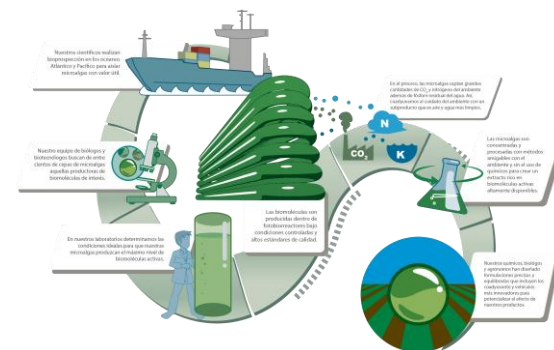 Nuestros científicos realizan
bioprospección en los océanos
Atlántico y Pacífico para aislar
microalgas con valor útil.
Nuestro equipo de biólogos y
biotecnólogos buscan de entre
cientos de cepas de microalgas
aquellas productoras de
biomoléculas de interés.
En nuestros laboratorios determinamos las
condiciones ideales para que nuestras
microalgas produzcan el máximo nivel de
biomoléculas activas.
Las biomoléculas son
producidas dentro de
fotobiorreactores bajo
condiciones controladas y
altos estándares de calidad.
En el proceso, las microalgas captan grandes
cantidades de CO2 y nitrógeno del ambiente
además de fósforo residual del agua. Así,
coadyuvamos al cuidado del ambiente con un
subproducto que es aire y agua más limpios.
N
CO2
K
Las microalgas son
concentradas y
procesadas con métodos
amigables con el
ambiente y sin el uso de
químicos para crear un
extracto rico en
biomoléculas activas
altamente disponibles.
Nuestros químicos, biólogos
y agrónomos han diseñado
formulaciones precisas y
equilibradas que incluyen los
coadyuvantes y vehículos
más innovadores para
potencializar el efecto de
nuestros productos.